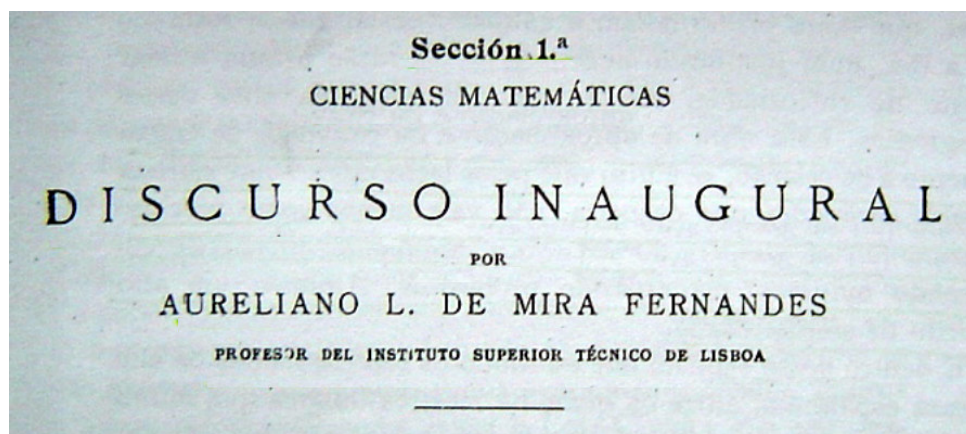 Sección 1.ª
CIENCIAS MATEMÁTICAS
DISCURSO INAUGURAL
POR
AURELIANO L. DE MIRA FERNANDES
PROFESOR DEL INSTITUTO SUPERIOR TÉCNICO DE LISBOA